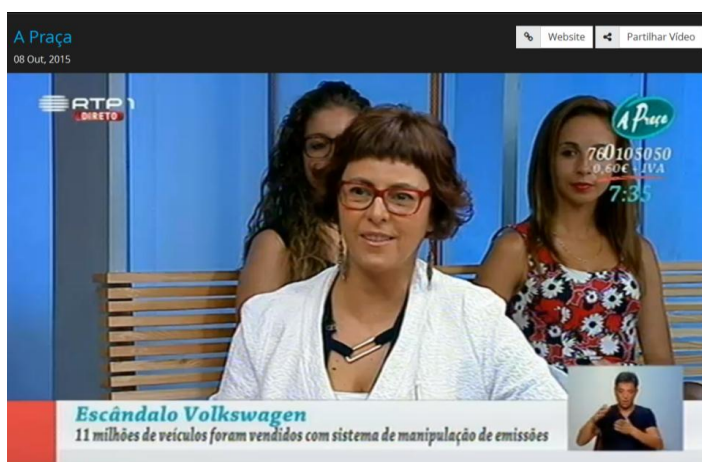 A Praça
08 Out, 2015
Website
Partilhar Vídeo
RTP1
DIRETO
A Praça
760105050
0,60€ + IVA
7:35
Escândalo Volkswagen
11 milhões de veículos foram vendidos com sistema de manipulação de emissões